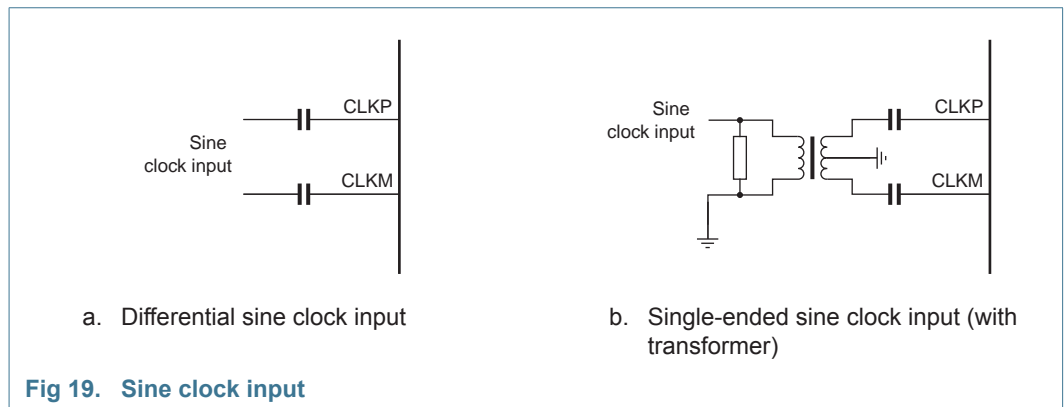 CLKP
Sine
clock input
CLKM
a. Differential sine clock input
Sine
clock input
CLKP
CLKM
b. Single-ended sine clock input (with
transformer)
Fig 19. Sine clock input